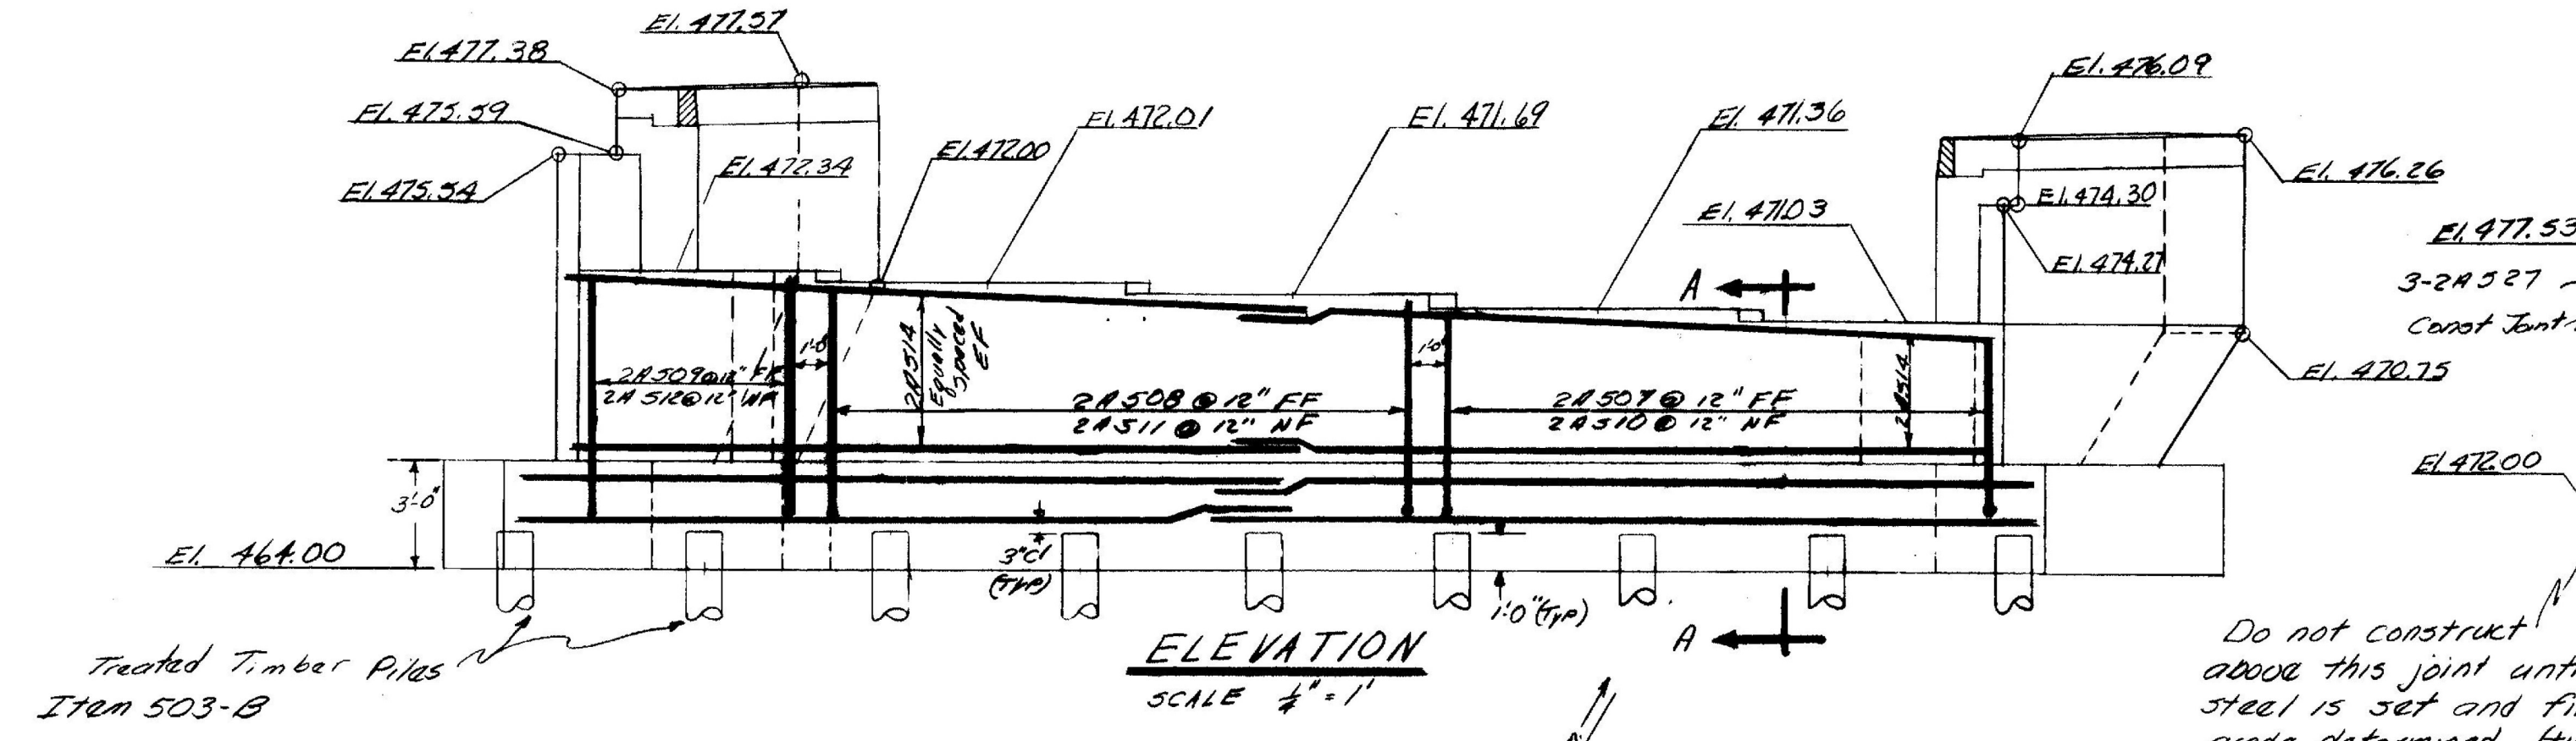 El. 477.57
El. 477.38
El. 476.09
El. 475.59
El. 472.01
El. 471.69
El. 471.36
El. 472.00
El. 472.34
El. 475.54
El. 476.26
El. 474.30
El. 471.03
El. 477.53
El. 474.27
A
3-2A527
Const Joint
1'-0"
1'-0"
2A514
Equally
spaced
EF
2A514
2A509@12" FF
2A512@12" NF
2A508 @ 12" FF
2A511 @ 12" NF
2A507 @ 12" FF
2A510 @ 12" NF
El. 470.75
El. 472.00
3'-0"
El. 464.00
3"cl
(Typ)
1'-0" (Typ)
A
Treated Timber Piles
Item 503-B
ELEVATION
SCALE ¼" = 1'
Do not construct
above this joint
steel is set and